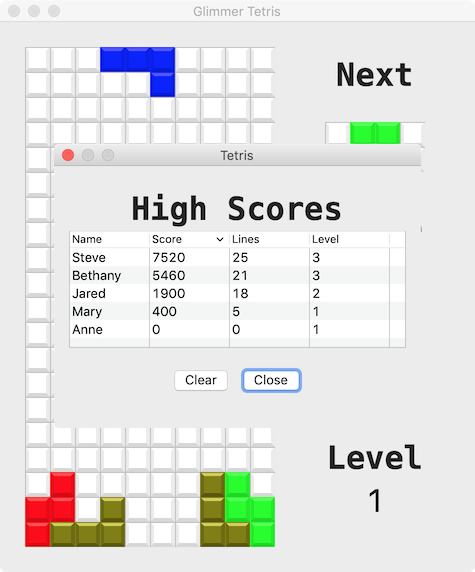 Glimmer Tetris
Next
Tetris
High Scores
Name Score Lines Level
Steve 7520 25 3
Bethany 5460 21 3
Jared 1900 18 2
Mary 400 5 1
Anne 0 0 1
Clear Close
Level
1